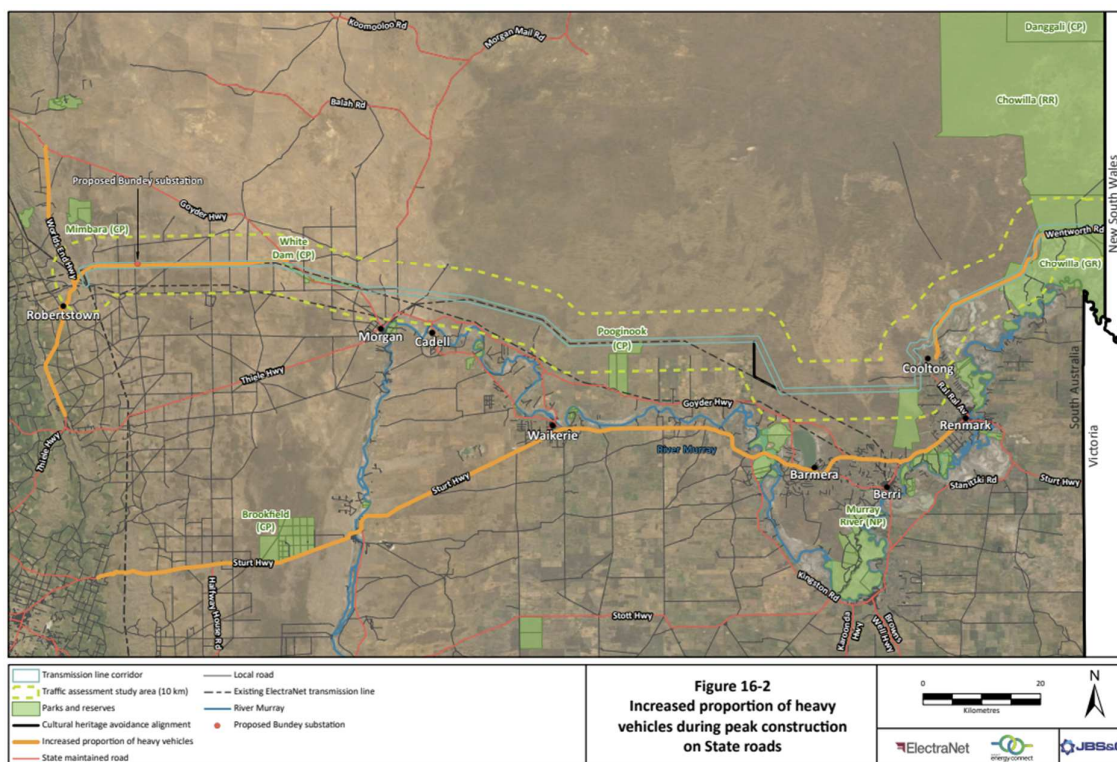 Koomooloo Rd
Morgan Mail Rd
Danggali (CP)
Balah Rd
Chowilla (RR)
New South Wales
Proposed Bundey substation
Mimbara (CP)
Goyder Hwy
Worlds End Hwy
White
Dam (CP)
Wentworth Rd
Chowilla (GR)
Robertstown
Morgan
Cadell
Pooginook
(CP)
Cooltong
Thiele Hwy
Goyder Hwy
Ral Ral Av
Renmark
South Australia
Victoria
Waikerie
River Murray
Thiele Hwy
Sturt Hwy
Barmera
Berri
Sturt Hwy
Brookfield
(CP)
Murray
River (NP)
Sturt Hwy
Halfway House Rd
Kingston Rd
Stott Hwy
Karoonda
Hwy
Browns
Well Hwy
Transmission line corridor
Traffic assessment study area (10 km)
Parks and reserves
Cultural heritage avoidance alignment
Increased proportion of heavy vehicles
State maintained road
Local road
Existing ElectraNet transmission line
River Murray
Proposed Bundey substation
Figure 16-2
Increased proportion of heavy
vehicles during peak construction
on State roads
0 20
Kilometres
N
ElectraNet
energy connect